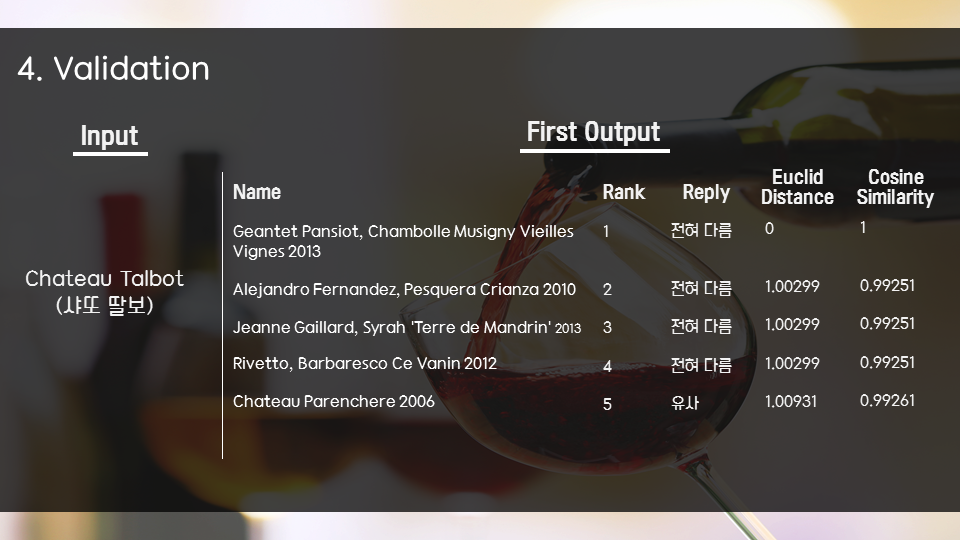 4. Validation
Input
First Output
Chateau Talbot
(샤또 딸보)
Name Rank Reply Euclid Distance Cosine Similarity
Geantet Pansiot, Chambolle Musigny Vieilles
Vignes 2013 1 전혀 다름 0 1
Alejandro Fernandez, Pesquera Crianza 2010 2 전혀 다름 1.00299 0.99251
Jeanne Gaillard, Syrah 'Terre de Mandrin' 2013 3 전혀 다름 1.00299 0.99251
Rivetto, Barbaresco Ce Vanin 2012 4 전혀 다름 1.00299 0.99251
Chateau Parenchere 2006 5 유사 1.00931 0.99261